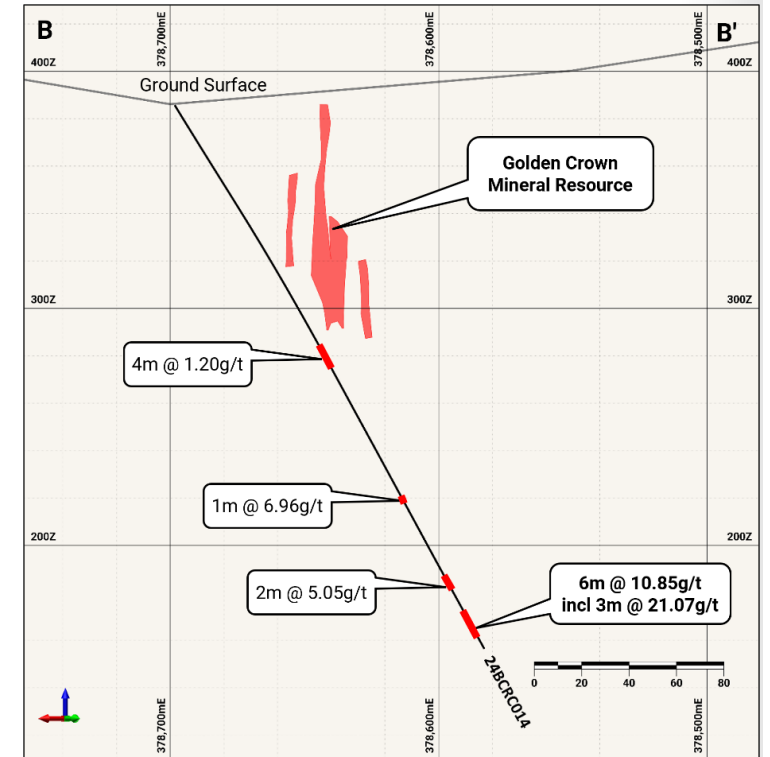 B
378,700mE
378,600mE
378,500mE
B'
400Z
400Z
Ground Surface
Golden Crown
Mineral Resource
300Z
300Z
4m @ 1.20g/t
1m @ 6.96g/t
200Z
200Z
2m @ 5.05g/t
6m @ 10.85g/t
incl 3m @ 21.07g/t
24BCRC014
0 20 40 60 80
378,700mE
378,600mE
378,500mE